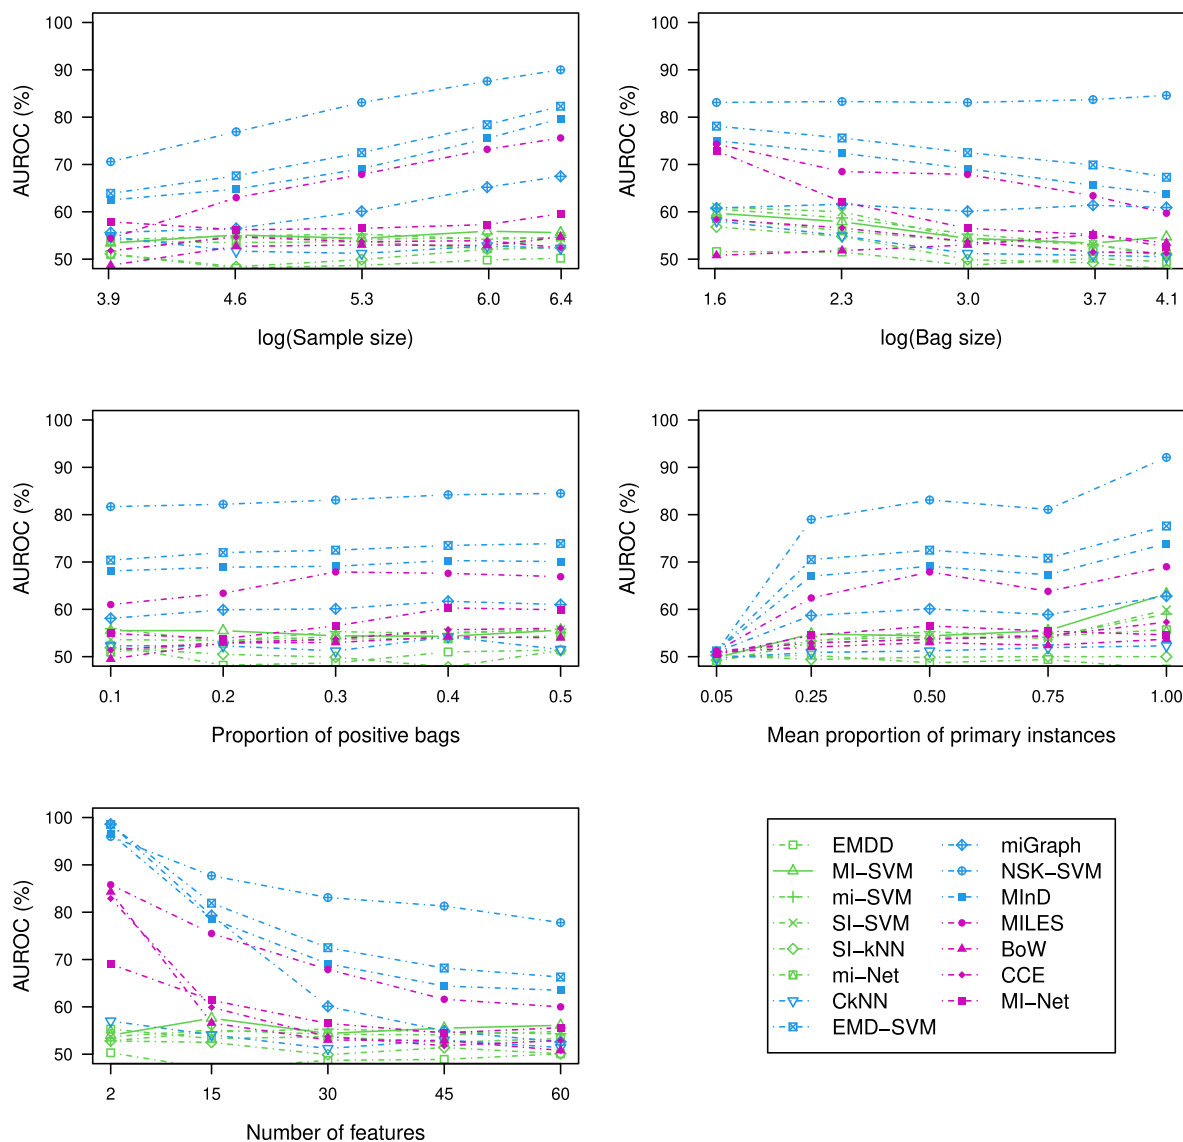 AUROC (%)
100
90
80
70
60
50
3.9 4.6 5.3 6.0 6.4
log(Sample size)
AUROC (%)
100
90
80
70
60
50
1.6 2.3 3.0 3.7 4.1
log(Bag size)
AUROC (%)
100
90
80
70
60
50
0.1 0.2 0.3 0.4 0.5
Proportion of positive bags
AUROC (%)
100
90
80
70
60
50
0.05 0.25 0.50 0.75 1.00
Mean proportion of primary instances
AUROC (%)
100
90
80
70
60
50
2 15 30 45 60
Number of features
EMDD
MI−SVM
mi−SVM
SI−SVM
SI−kNN
mi−Net
CkNN
EMD−SVM
miGraph
NSK−SVM
MInD
MILES
BoW
CCE
MI−Net